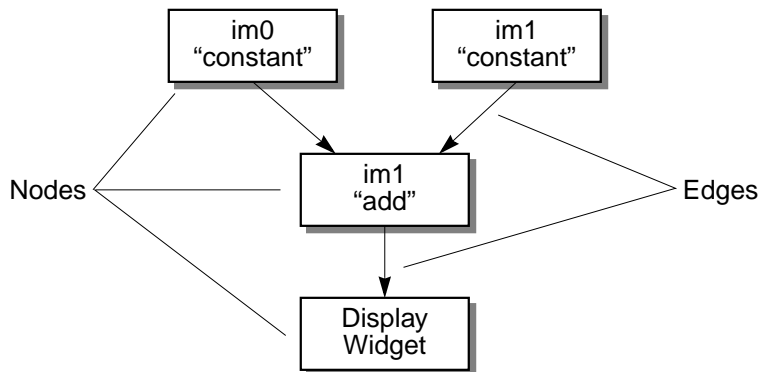 im0
“constant”
im1
“constant”
im1
“add”
Nodes
Edges
Display
Widget